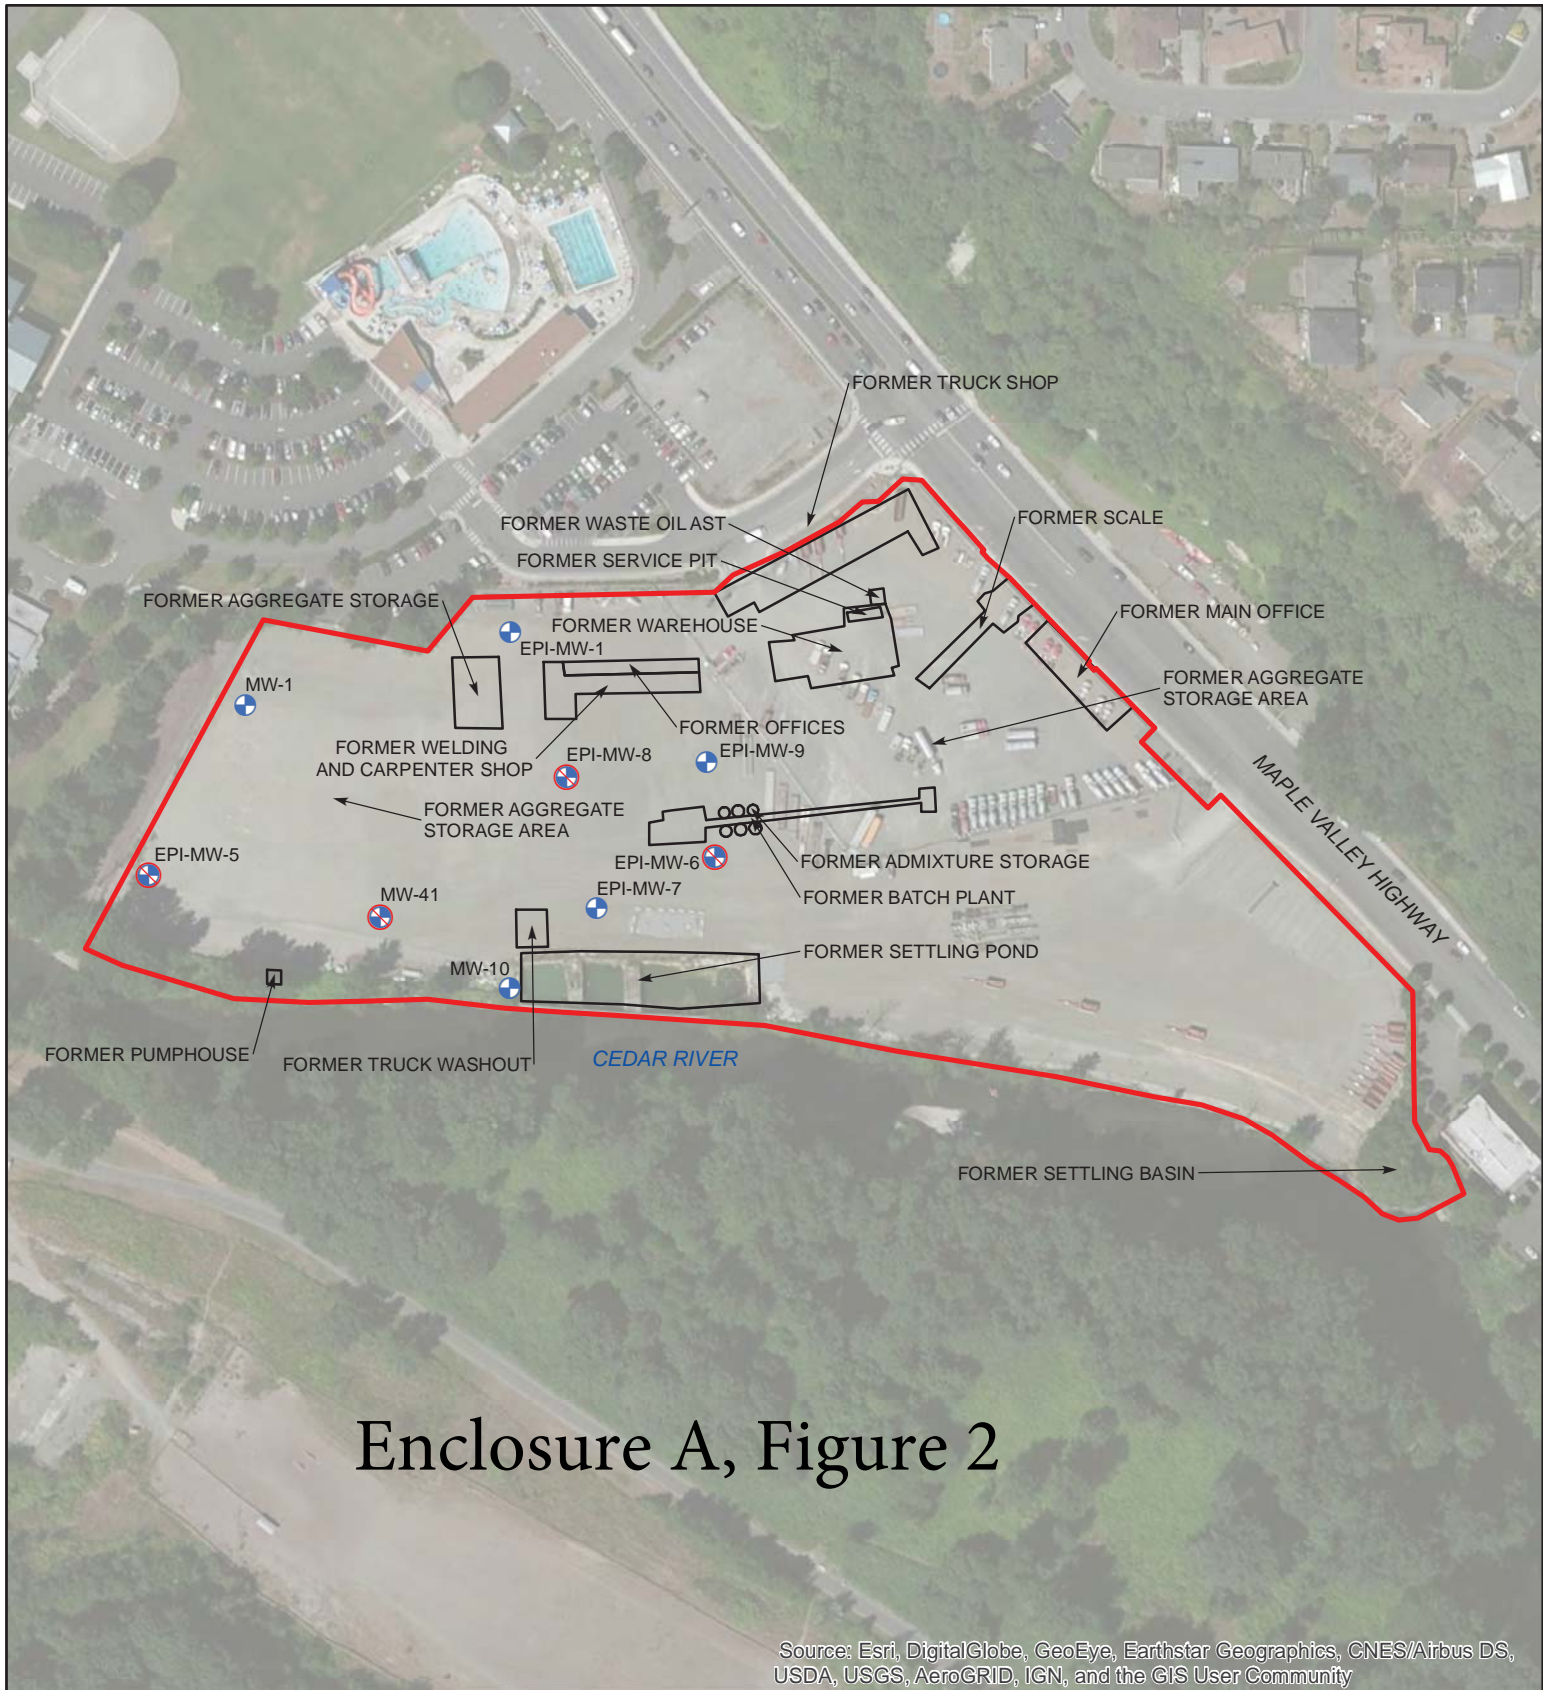 FORMER TRUCK SHOP
FORMER WASTE OIL AST
FORMER SCALE
FORMER SERVICE PIT
FORMER AGGREGATE STORAGE
FORMER MAIN OFFICE
FORMER WAREHOUSE
EPI-MW-1
MW-1
FORMER AGGREGATE
STORAGE AREA
FORMER OFFICES
FORMER WELDING
AND CARPENTER SHOP
EPI-MW-8
EPI-MW-9
MAPLE VALLEY HIGHWAY
FORMER AGGREGATE
STORAGE AREA
EPI-MW-5
EPI-MW-6
FORMER ADMIXTURE STORAGE
EPI-MW-7
MW-41
FORMER BATCH PLANT
FORMER SETTLING POND
MW-10
FORMER PUMPHOUSE
FORMER TRUCK WASHOUT
CEDAR RIVER
FORMER SETTLING BASIN
Enclosure A, Figure 2
Source: Esri, DigitalGlobe, GeoEye, Earthstar Geographics, CNES/Airbus DS,
USDA, USGS, AeroGRID, IGN, and the GIS User Community